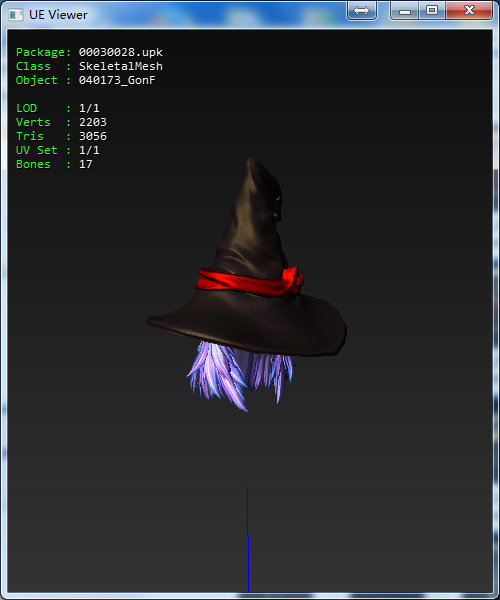 UE Viewer
Package: 00030028.upk
Class : SkeletalMesh
Object : 040173_GonF
LOD : 1/1
Verts : 2203
Tris : 3056
UV Set : 1/1
Bones : 17